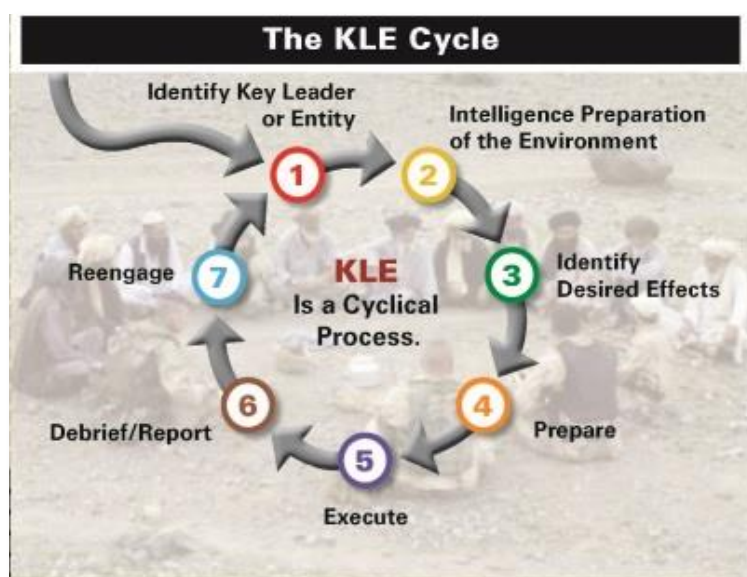 The KLE Cycle
Identify Key Leader
or Entity
1
Intelligence Preparation
of the Environment
2
3
Identify
Desired Effects
4
Prepare
5
Execute
6
Debrief/Report
7
Reengage
KLE
Is a Cyclical
Process.